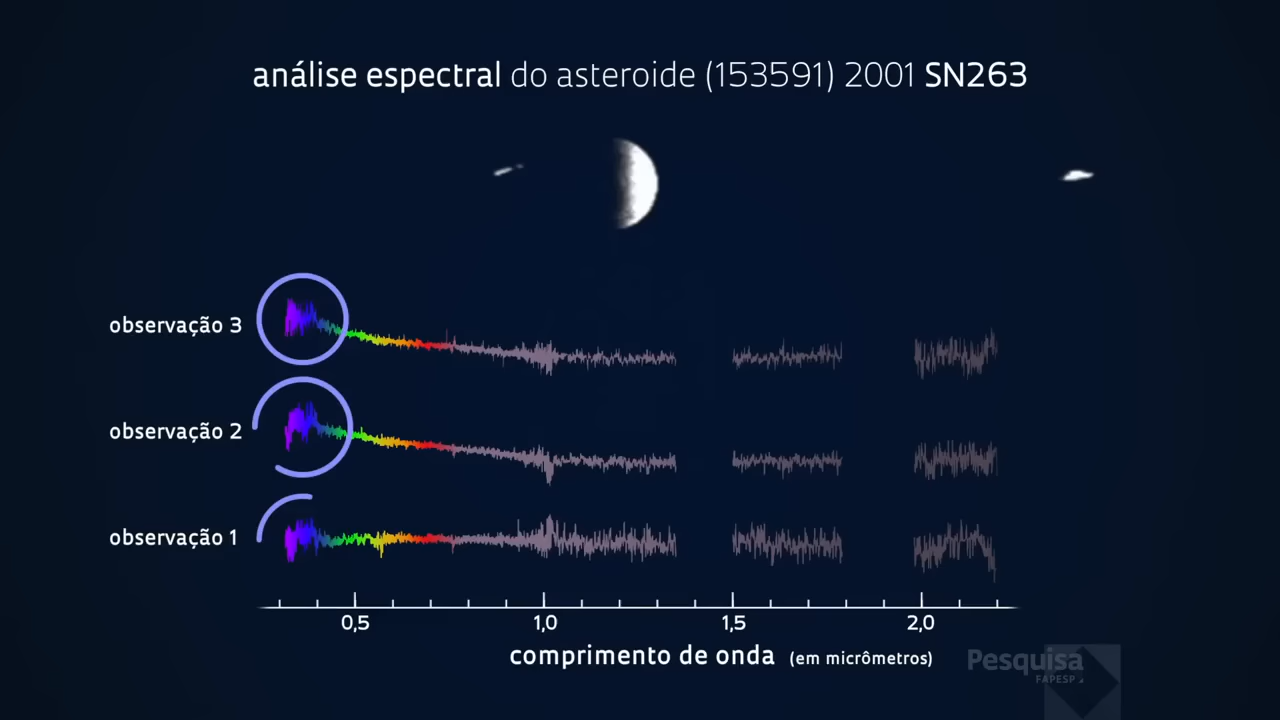 análise espectral do asteroide (153591) 2001 SN263
observação 3
observação 2
observação 1
0,5 1,0 1,5 2,0
comprimento de onda (em micrômetros)
Pesquisa
FAPESP